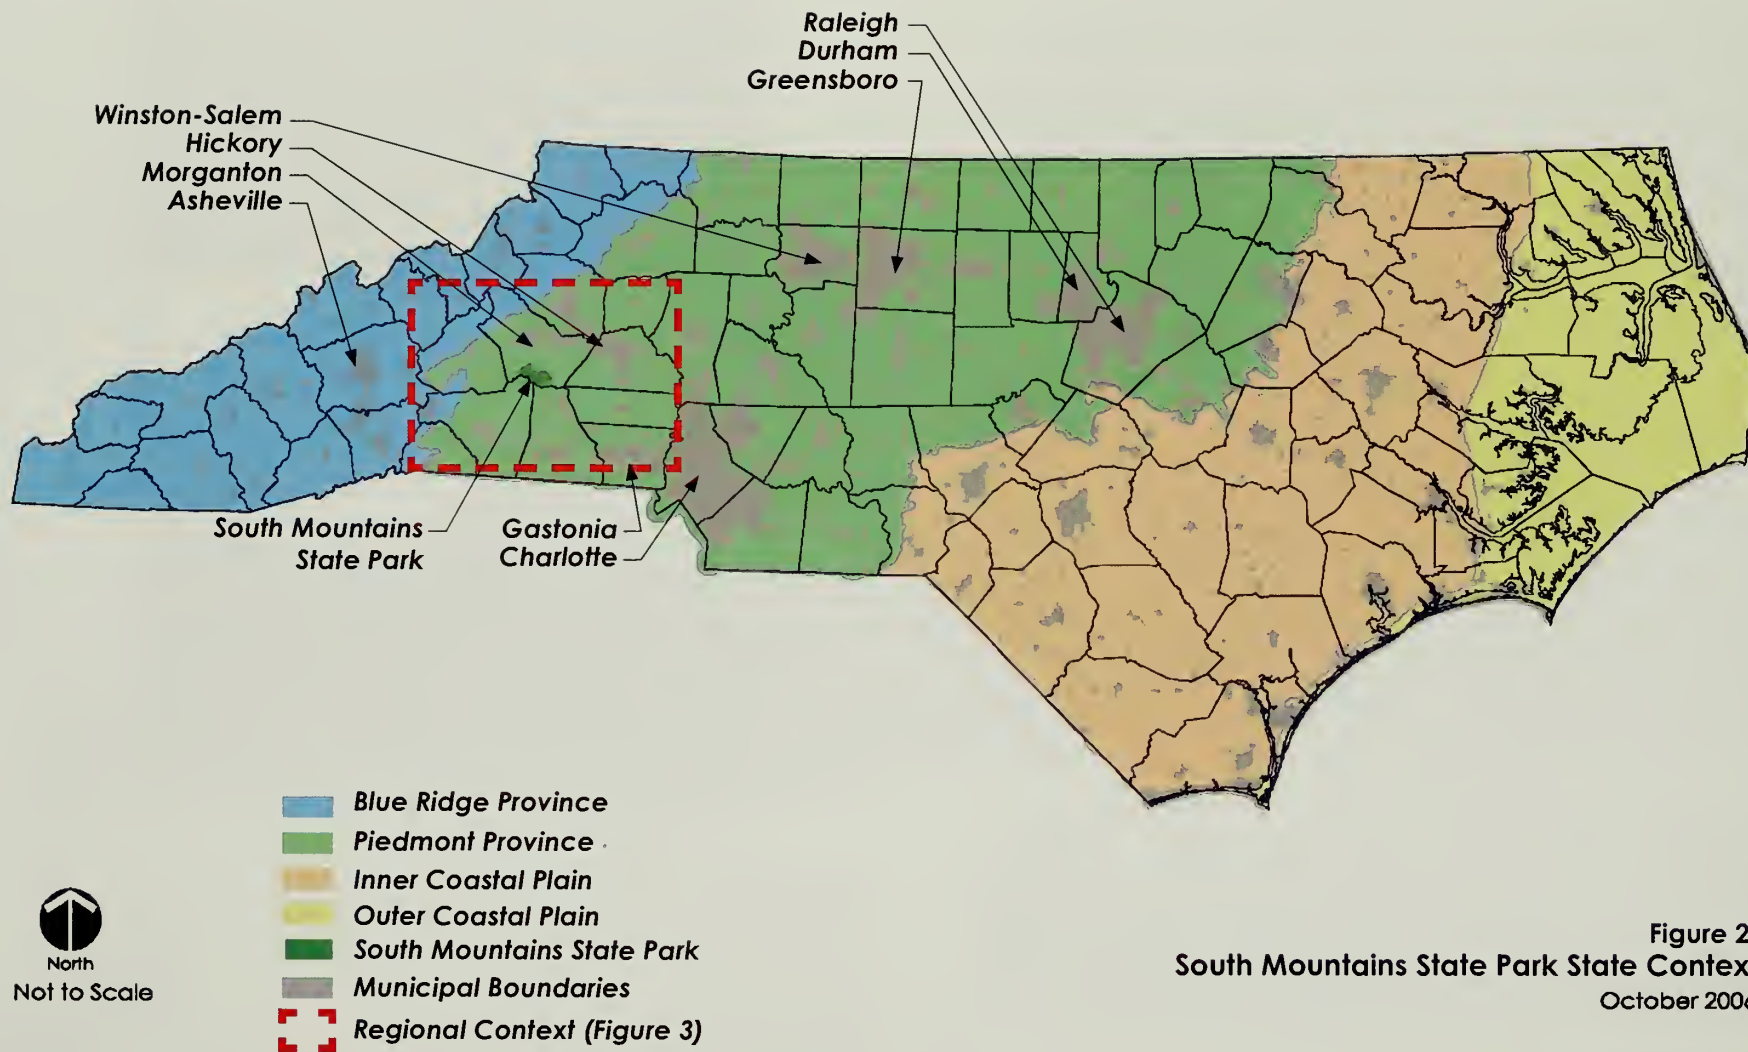 Raleigh
Durham
Greensboro
Winston-Salem
Hickory
Morganton
Asheville
South Mountains
State Park
Gastonia
Charlotte
Blue Ridge Province
Piedmont Province
Inner Coastal Plain
Outer Coastal Plain
South Mountains State Park
Municipal Boundaries
Regional Context (Figure 3)
North
Not to Scale
Figure 2
South Mountains State Park State Contex
October 200